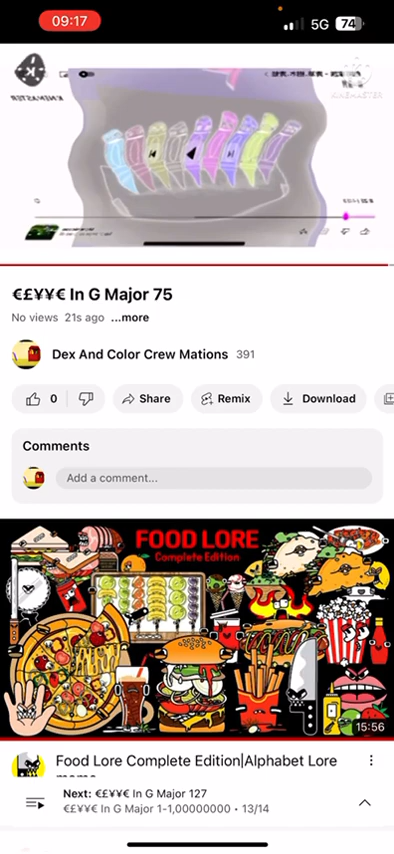 09:17
5G 74
€£¥¥€ In G Major 75
No views 21s ago ...more
Dex And Color Crew Mations 391
0 Share Remix Download
Comments
Add a comment...
FOOD LORE
Complete Edition
15:56
Food Lore Complete Edition|Alphabet Lore
Next: €£¥¥€ In G Major 127
€£¥¥€ In G Major 1-1,00000000 • 13/14